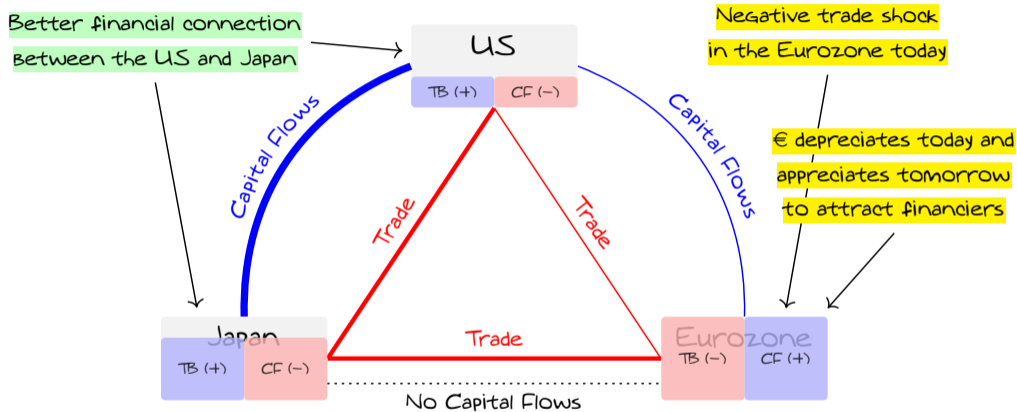 Better financial connection
between the US and Japan
US
TB (+) CF (-)
Negative trade shock
in the Eurozone today
€ depreciates today and
appreciates tomorrow
to attract financiers
Capital Flows
Capital Flows
Trade
Trade
Trade
Japan
TB (+) CF (-)
Eurozone
TB (-) CF (+)
No Capital Flows